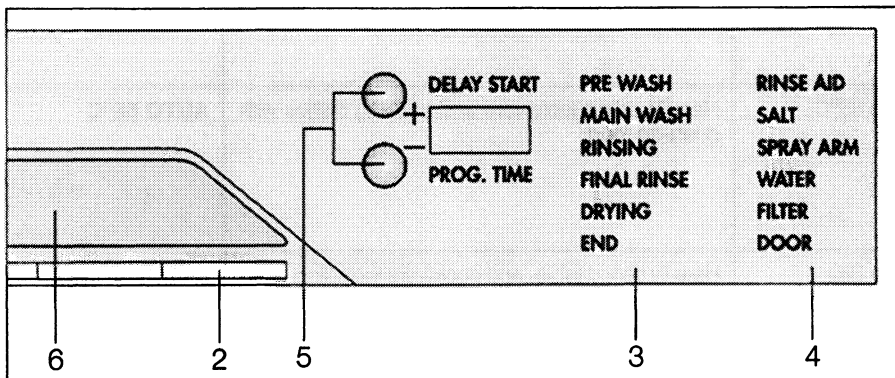 DELAY START
+
−
PROG. TIME
PRE WASH
MAIN WASH
RINSING
FINAL RINSE
DRYING
END
RINSE AID
SALT
SPRAY ARM
WATER
FILTER
DOOR
6 2 5 3 4